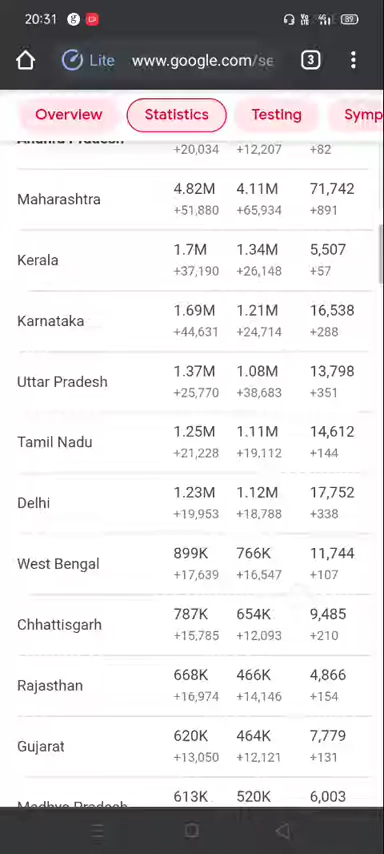 20:31
89
Lite www.google.com/se 3
Overview Statistics Testing Symp
Andhra Pradesh
+20,034 +12,207 +82
Maharashtra 4.82M 4.11M 71,742
+51,880 +65,934 +891
Kerala 1.7M 1.34M 5,507
+37,190 +26,148 +57
Karnataka 1.69M 1.21M 16,538
+44,631 +24,714 +288
Uttar Pradesh 1.37M 1.08M 13,798
+25,770 +38,683 +351
Tamil Nadu 1.25M 1.11M 14,612
+21,228 +19,112 +144
Delhi 1.23M 1.12M 17,752
+19,953 +18,788 +338
West Bengal 899K 766K 11,744
+17,639 +16,547 +107
Chhattisgarh 787K 654K 9,485
+15,785 +12,093 +210
Rajasthan 668K 466K 4,866
+16,974 +14,146 +154
Gujarat 620K 464K 7,779
+13,050 +12,121 +131
Madhya Pradesh 613K 520K 6,003